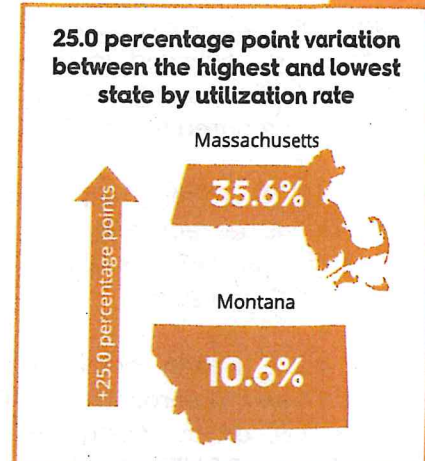 25.0 percentage point variation
between the highest and lowest
state by utilization rate
Massachusetts
35.6%
+25.0 percentage points
Montana
10.6%